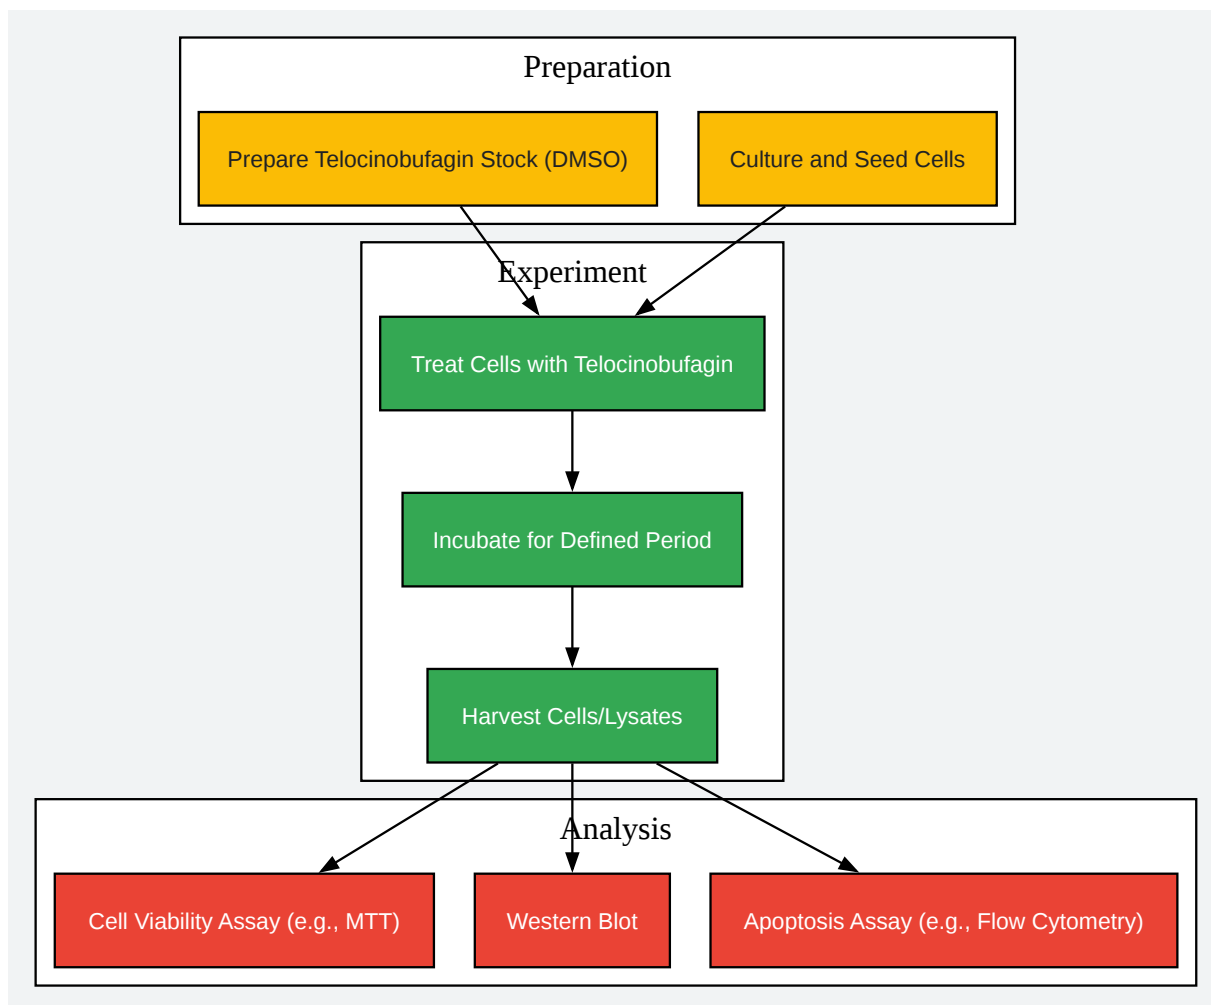 Preparation
Prepare Telocinobufagin Stock (DMSO)
Culture and Seed Cells
Experiment
Treat Cells with Telocinobufagin
Incubate for Defined Period
Harvest Cells/Lysates
Analysis
Cell Viability Assay (e.g., MTT)
Western Blot
Apoptosis Assay (e.g., Flow Cytometry)